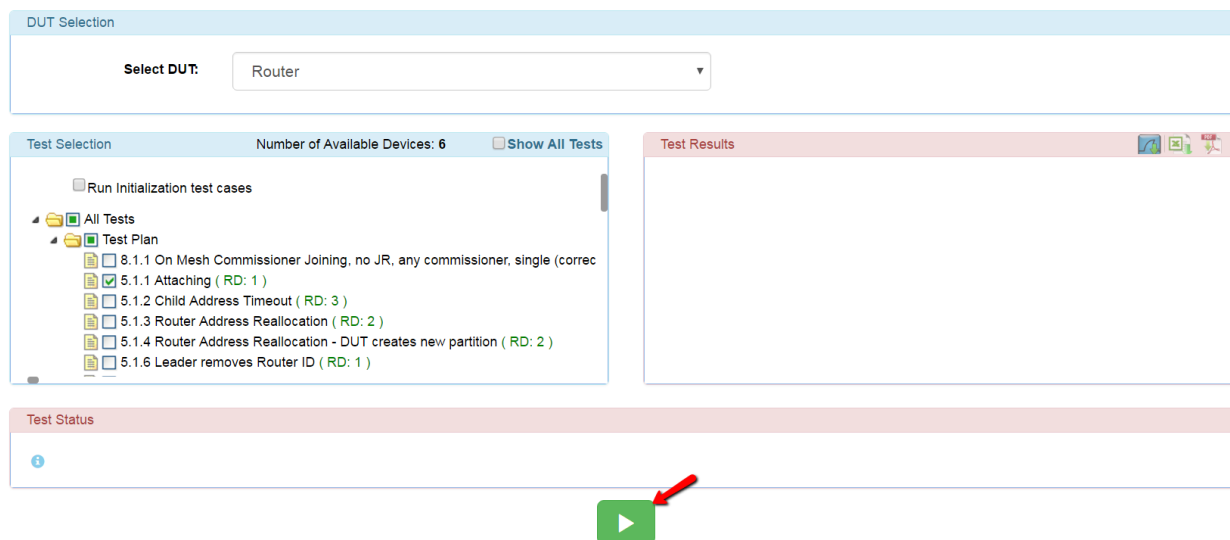 DUT Selection
Select DUT: Router
Test Selection Number of Available Devices: 6 Show All Tests
Run Initialization test cases
All Tests
Test Plan
8.1.1 On Mesh Commissioner Joining, no JR, any commissioner, single (correc
5.1.1 Attaching ( RD: 1 )
5.1.2 Child Address Timeout ( RD: 3 )
5.1.3 Router Address Reallocation ( RD: 2 )
5.1.4 Router Address Reallocation - DUT creates new partition ( RD: 2 )
5.1.6 Leader removes Router ID ( RD: 1 )
Test Results
Test Status